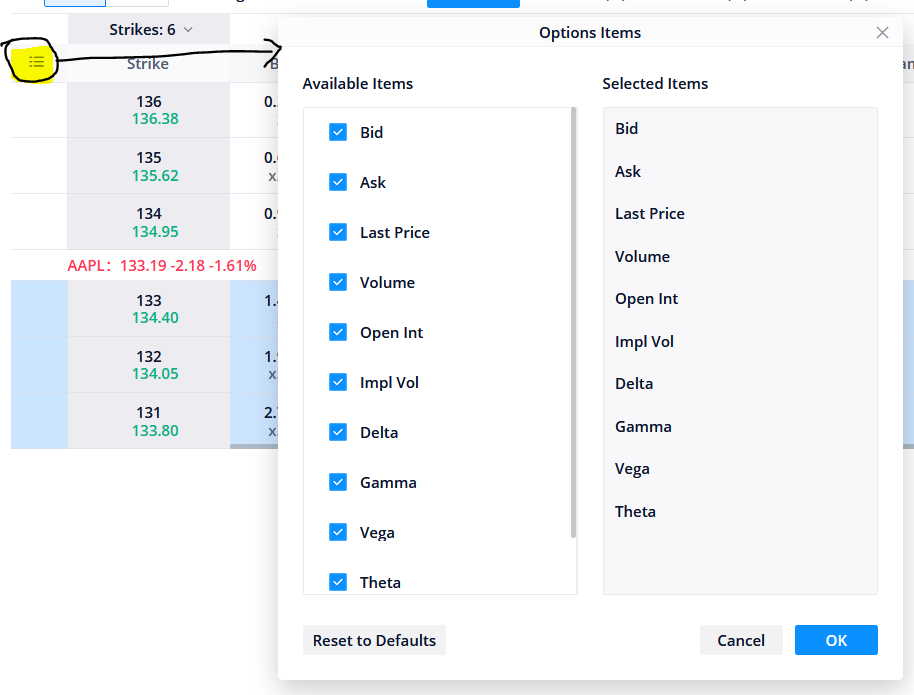 Strikes: 6
Strike
136
136.38
135
135.62
134
134.95
AAPL: 133.19 -2.18 -1.61%
133
134.40
132
134.05
131
133.80
Options Items
Available Items
Bid
Ask
Last Price
Volume
Open Int
Impl Vol
Delta
Gamma
Vega
Theta
Selected Items
Bid
Ask
Last Price
Volume
Open Int
Impl Vol
Delta
Gamma
Vega
Theta
Reset to Defaults
Cancel
OK